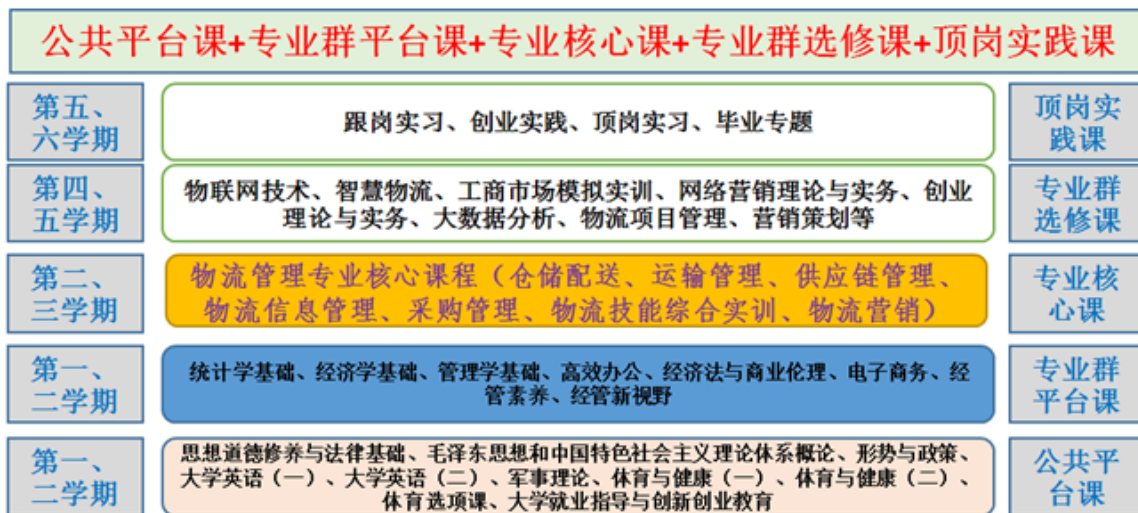 公共平台课+专业群平台课+专业核心课+专业群选修课+顶岗实践课
第五、
六学期
跟岗实习、创业实践、顶岗实习、毕业专题
顶岗实
践课
第四、
五学期
物联网技术、智慧物流、工商市场模拟实训、网络营销理论与实务、创业
理论与实务、大数据分析、物流项目管理、营销策划等
专业群
选修课
第二、
三学期
物流管理专业核心课程（仓储配送、运输管理、供应链管理、
物流信息管理、采购管理、物流技能综合实训、物流营销）
专业核
心课
第一、
二学期
统计学基础、经济学基础、管理学基础、高效办公、经济法与商业伦理、电子商务、经
管素养、经管新视野
专业群
平台课
第一、
二学期
思想道德修养与法律基础、毛泽东思想和中国特色社会主义理论体系概论、形势与政策、
大学英语（一）、大学英语（二）、军事理论、体育与健康（一）、体育与健康（二）、
体育选项课、大学就业指导与创新创业教育
公共平
台课